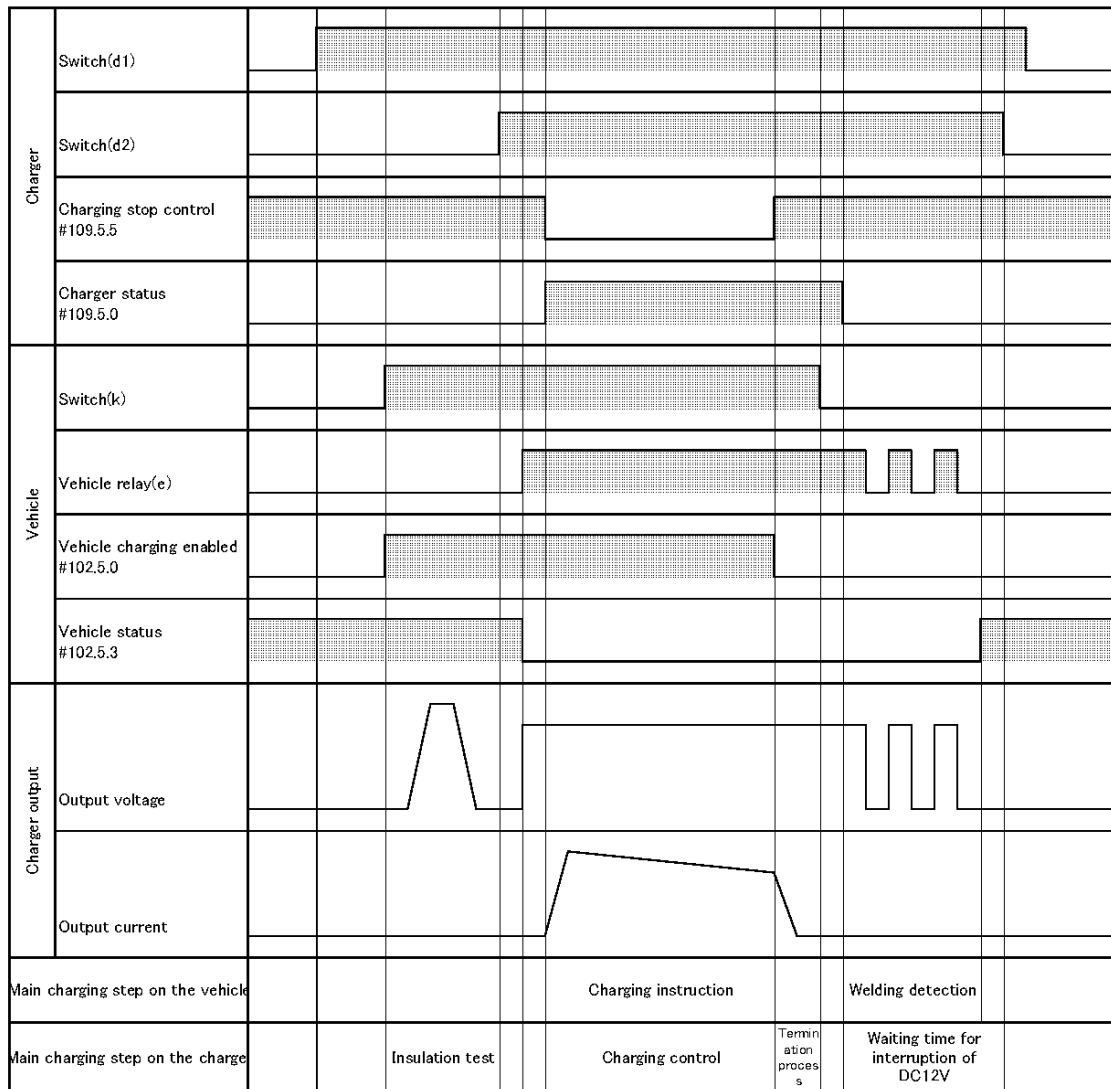 Charger
Switch(d1)
Switch(d2)
Charging stop control
#109.5.5
Charger status
#109.5.0
Vehicle
Switch(k)
Vehicle relay(e)
Vehicle charging enabled
#102.5.0
Vehicle status
#102.5.3
Charger output
Output voltage
Output current
Main charging step on the vehicle
Charging instruction
Welding detection
Main charging step on the charge
Insulation test
Charging control
Termin
ation
proces
s
Waiting time for
interruption of
DC12V